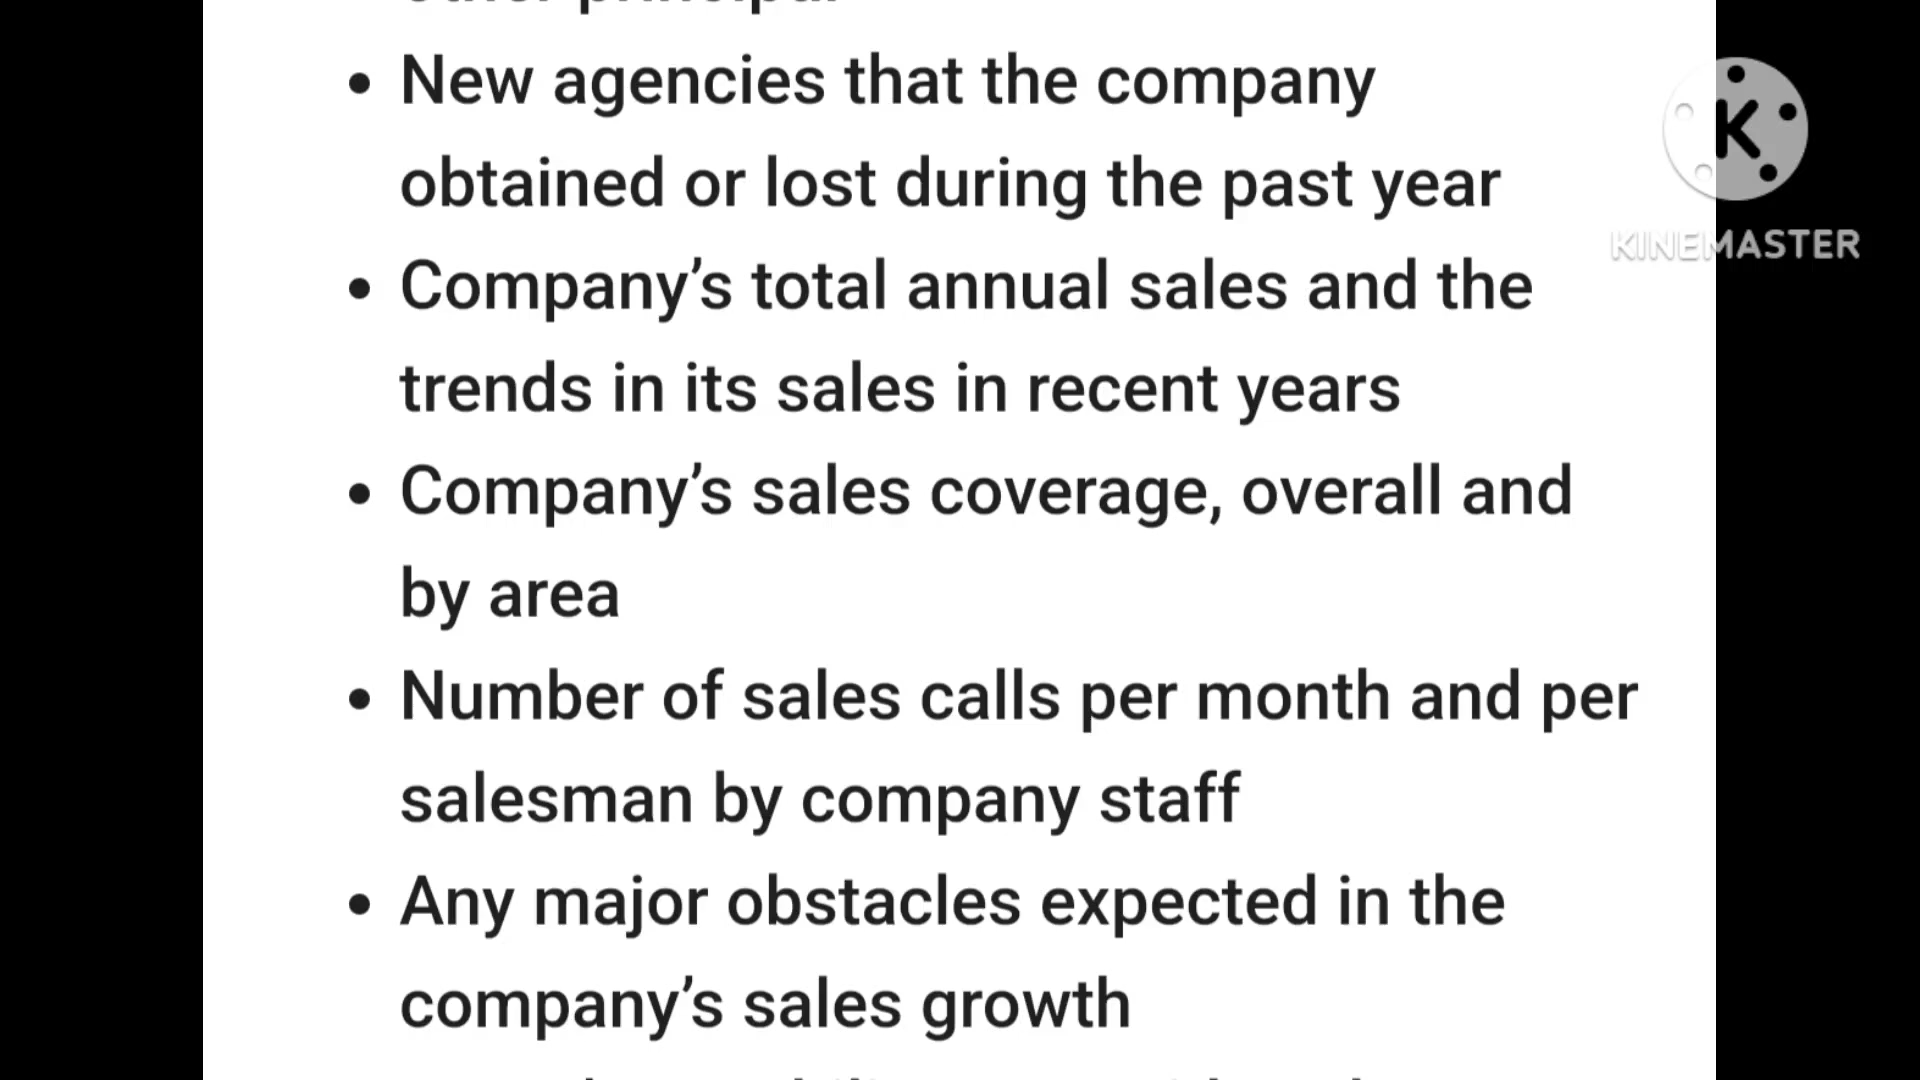 other principal
• New agencies that the company
obtained or lost during the past year
• Company’s total annual sales and the
trends in its sales in recent years
• Company’s sales coverage, overall and
by area
• Number of sales calls per month and per
salesman by company staff
• Any major obstacles expected in the
company’s sales growth
K
KINEMASTER